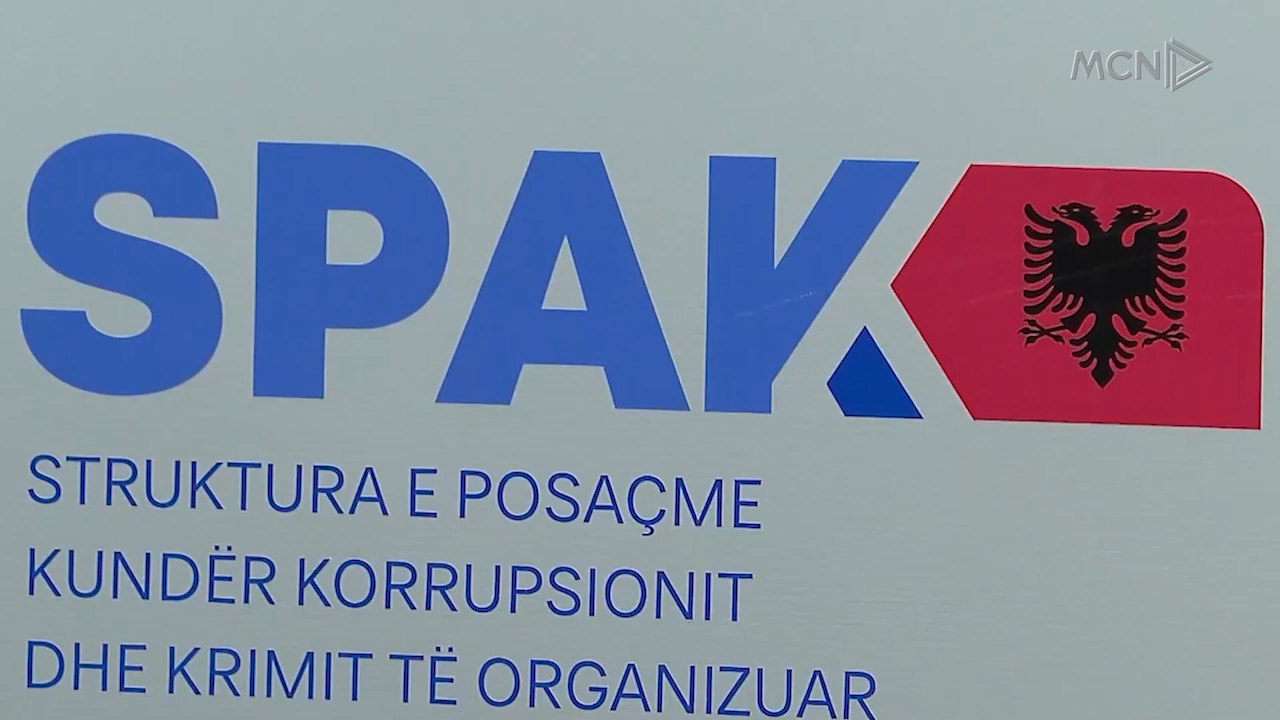 MCN
SPAK
STRUKTURA E POSAÇME
KUNDËR KORRUPSIONIT
DHE KRIMIT TË ORGANIZUAR